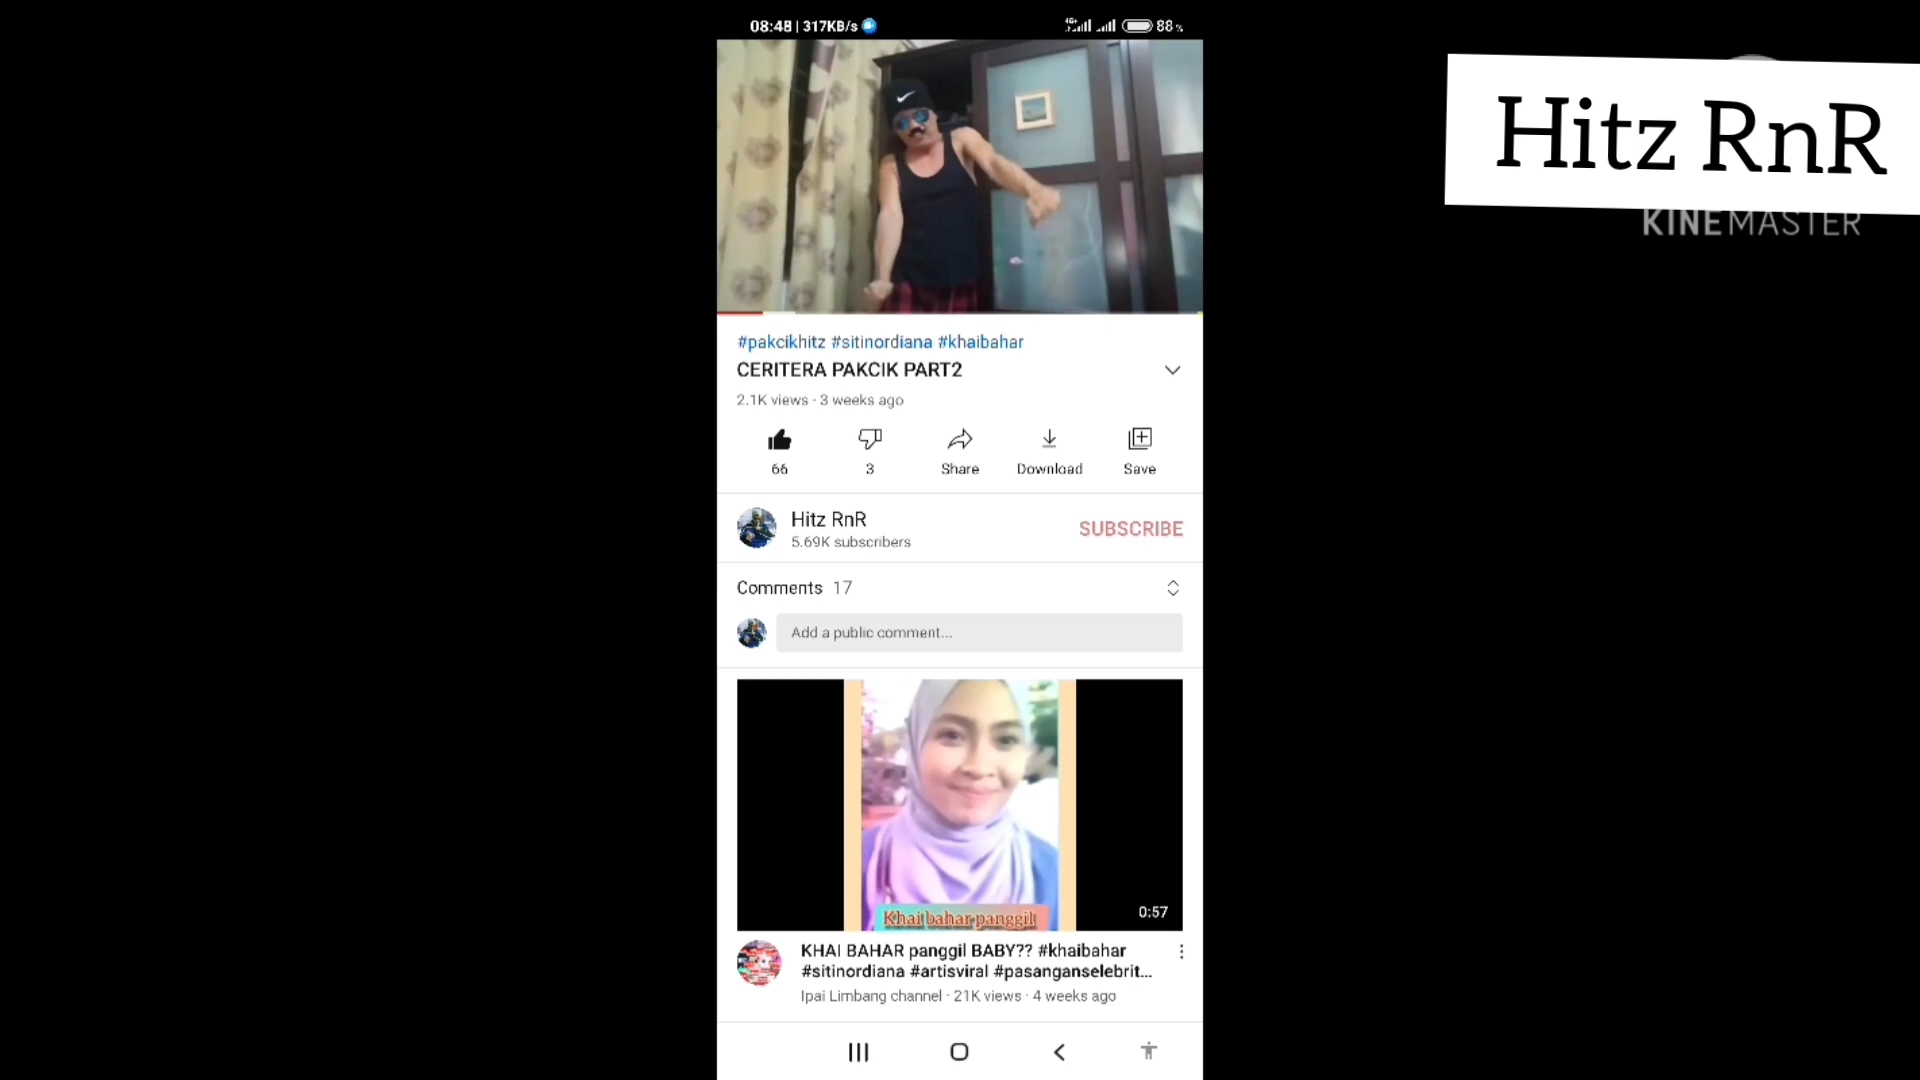 08:48 | 317KB/s
4G+
88%
Hitz RnR
KINEMASTER
#pakcikhitz #sitinordiana #khaibahar
CERITERA PAKCIK PART2
2.1K views · 3 weeks ago
66
3
Share
Download
Save
Hitz RnR
5.69K subscribers
SUBSCRIBE
Comments 17
Add a public comment...
Khai bahar panggil
0:57
KHAI BAHAR panggil BABY?? #khaibahar
#sitinordiana #artisviral #pasanganselebrit...
Ipai Limbang channel · 21K views · 4 weeks ago